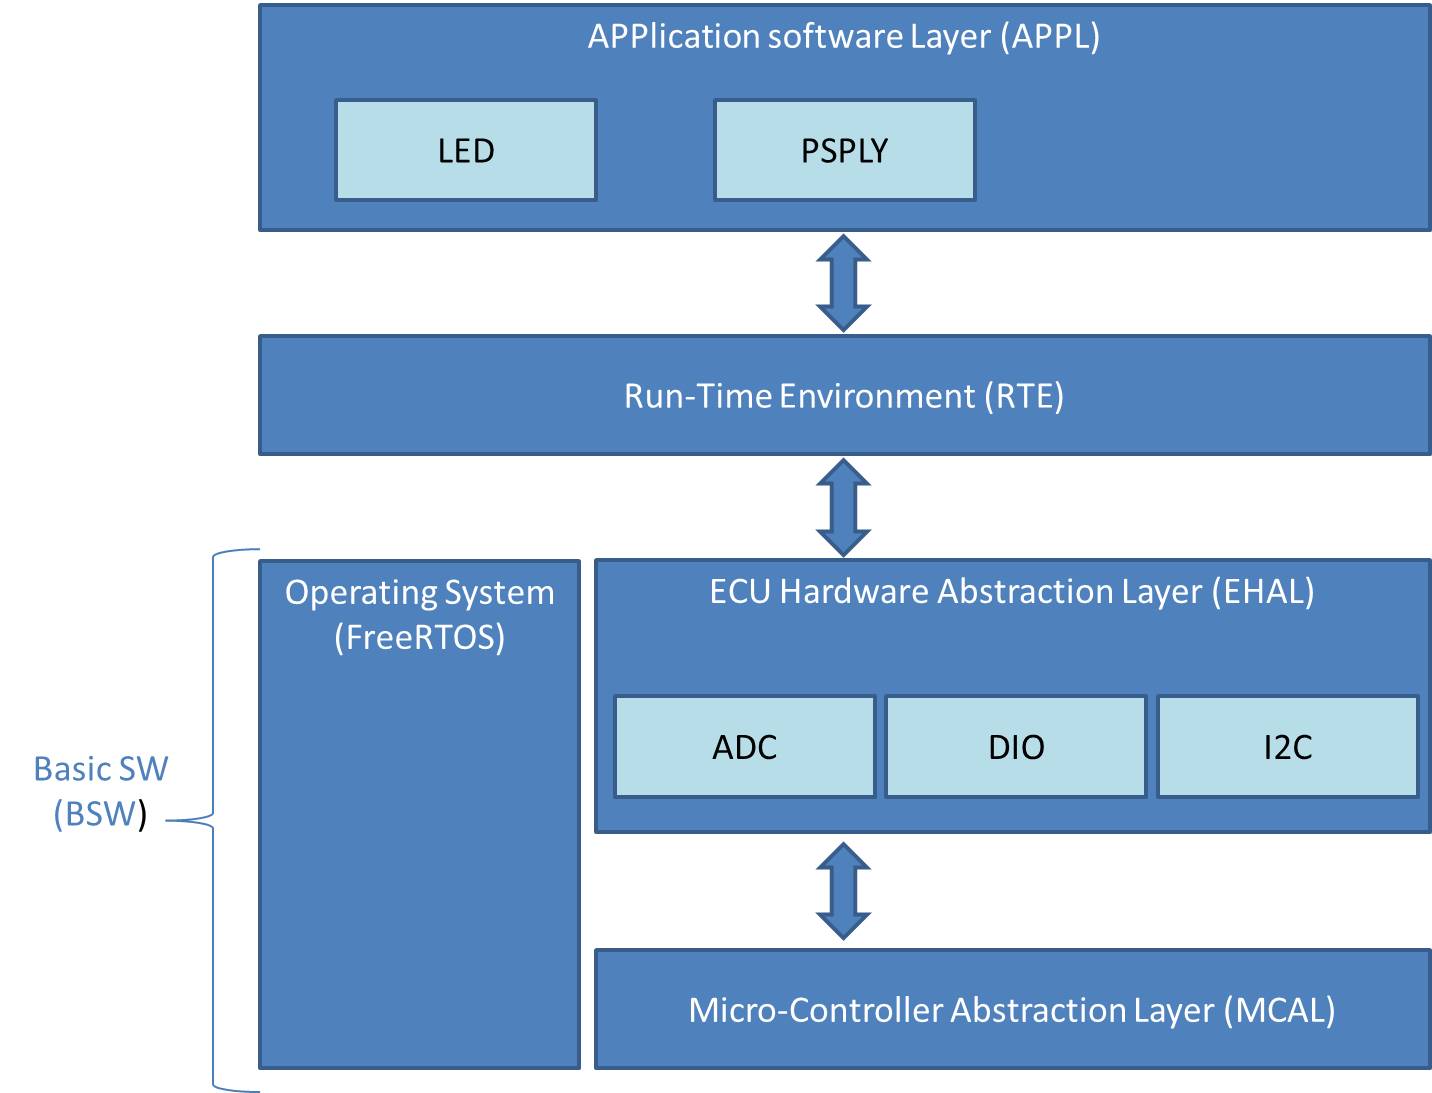 APPlication software Layer (APPL)
LED
PSPLY
Run-Time Environment (RTE)
Operating System
(FreeRTOS)
ECU Hardware Abstraction Layer (EHAL)
ADC
DIO
I2C
Basic SW
(BSW)
Micro-Controller Abstraction Layer (MCAL)